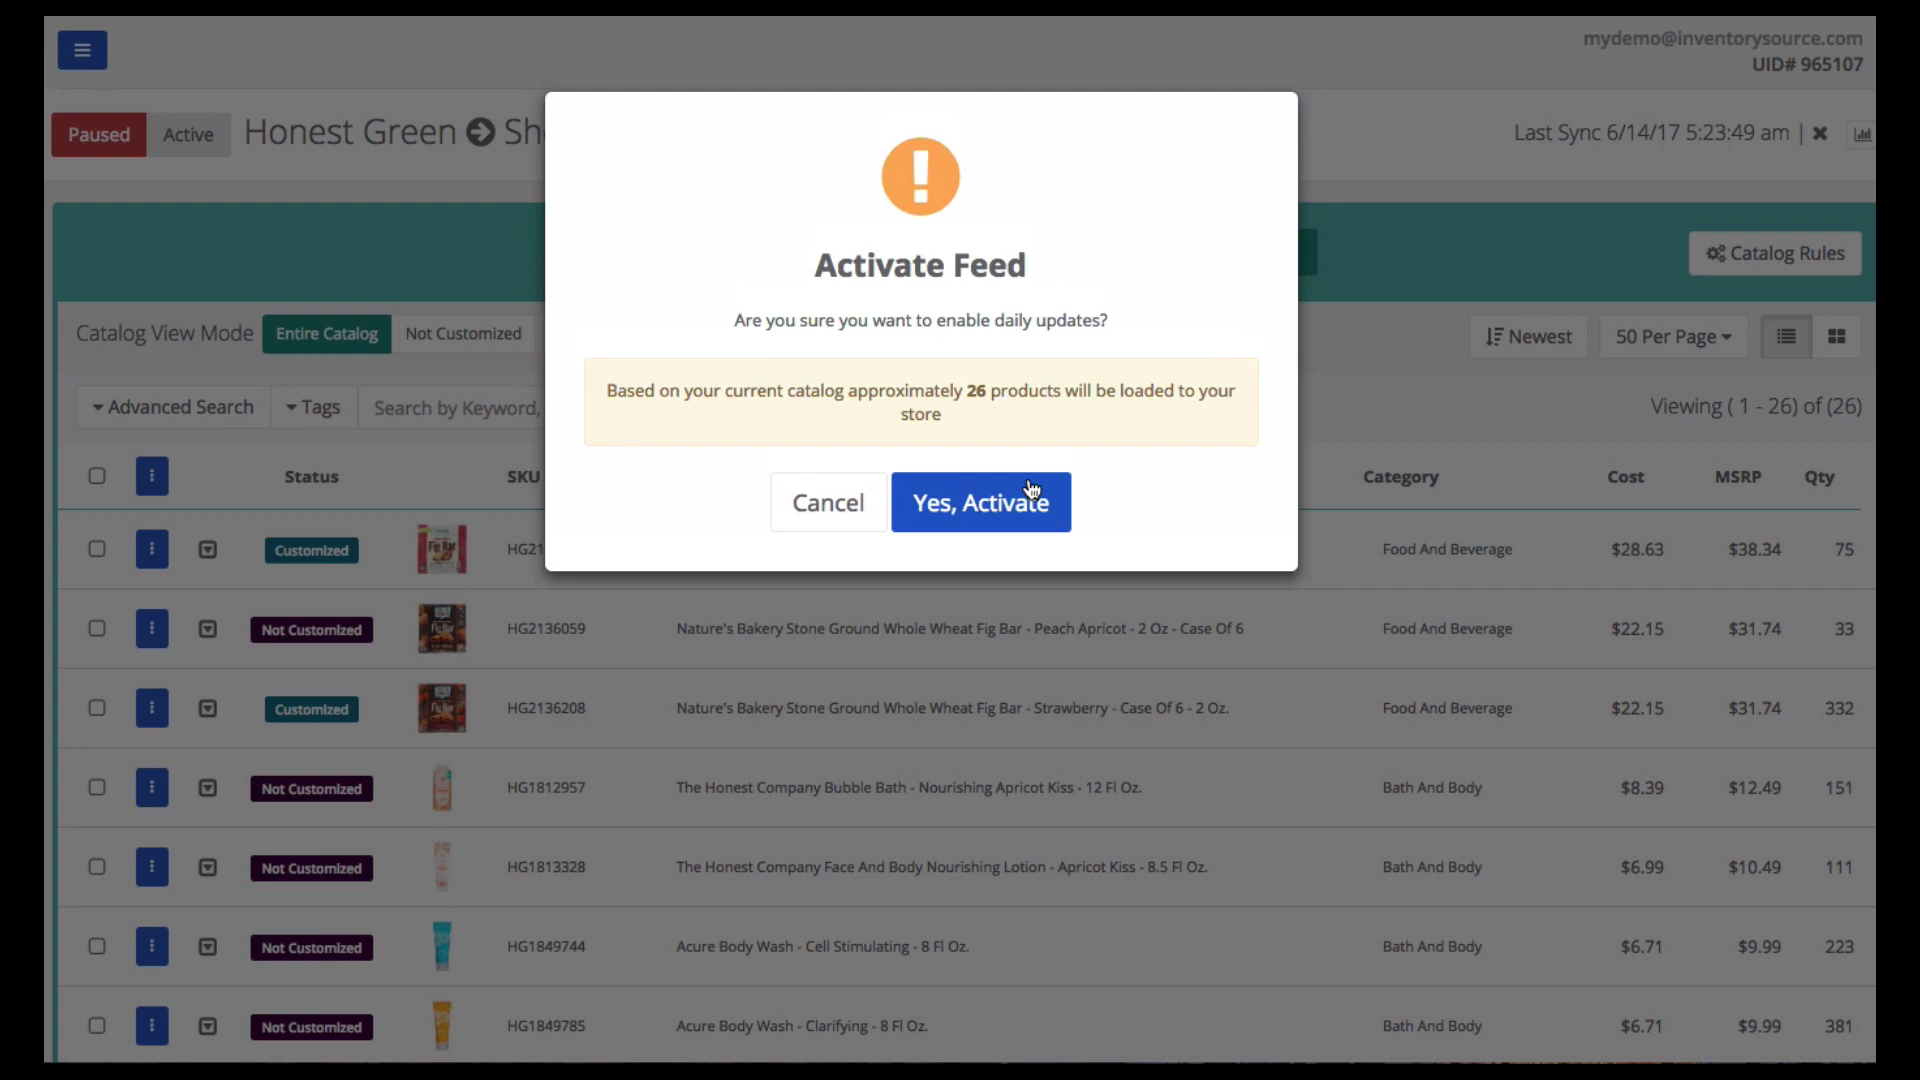 mydemo@inventorysource.com
UID# 965107
Paused Active Honest Green Sh
Last Sync 6/14/17 5:23:49 am |
Activate Feed
Are you sure you want to enable daily updates?
Based on your current catalog approximately 26 products will be loaded to your
store
Cancel Yes, Activate
Catalog Rules
Catalog View Mode Entire Catalog Not Customized Newest 50 Per Page
Advanced Search Tags Search by Keyword, Viewing ( 1 - 26) of (26)
Status SKU Category Cost MSRP Qty
Customized HG21 Food And Beverage $28.63 $38.34 75
Not Customized HG2136059 Nature's Bakery Stone Ground Whole Wheat Fig Bar - Peach Apricot - 2 Oz - Case Of 6 Food And Beverage $22.15 $31.74 33
Customized HG2136208 Nature's Bakery Stone Ground Whole Wheat Fig Bar - Strawberry - Case Of 6 - 2 Oz. Food And Beverage $22.15 $31.74 332
Not Customized HG1812957 The Honest Company Bubble Bath - Nourishing Apricot Kiss - 12 Fl Oz. Bath And Body $8.39 $12.49 151
Not Customized HG1813328 The Honest Company Face And Body Nourishing Lotion - Apricot Kiss - 8.5 Fl Oz. Bath And Body $6.99 $10.49 111
Not Customized HG1849744 Acure Body Wash - Cell Stimulating - 8 Fl Oz. Bath And Body $6.71 $9.99 223
Not Customized HG1849785 Acure Body Wash - Clarifying - 8 Fl Oz. Bath And Body $6.71 $9.99 381